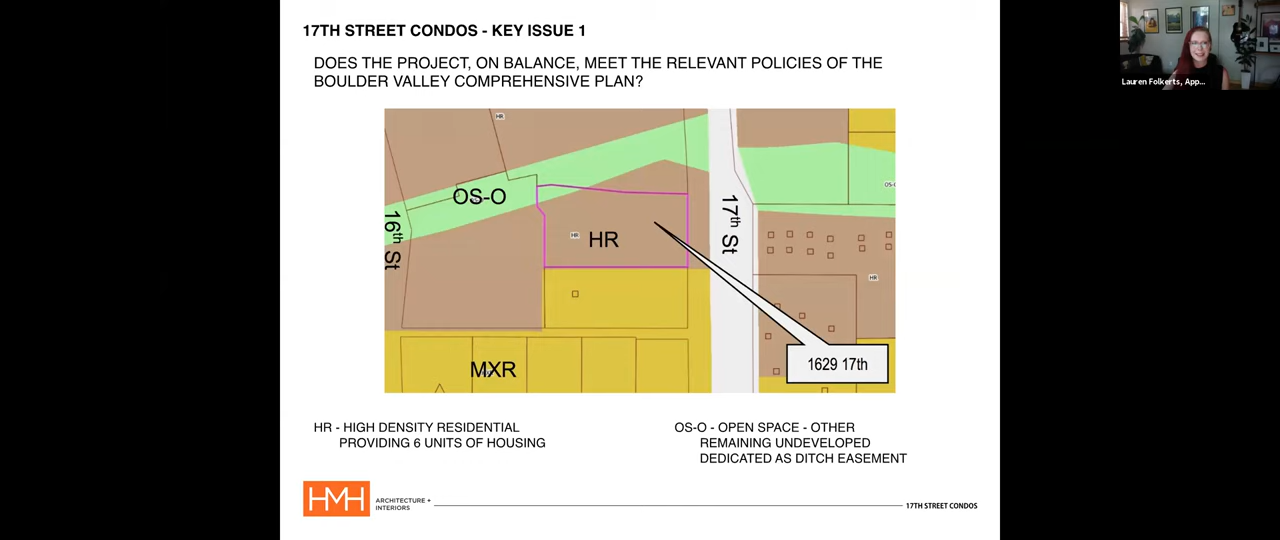 17TH STREET CONDOS - KEY ISSUE 1
DOES THE PROJECT, ON BALANCE, MEET THE RELEVANT POLICIES OF THE
BOULDER VALLEY COMPREHENSIVE PLAN?
Lauren Folkerts, App...
HR
OS-O
OS-
16th St
17th St
HR
HR
HR
MXR
1629 17th
HR - HIGH DENSITY RESIDENTIAL
PROVIDING 6 UNITS OF HOUSING
OS-O - OPEN SPACE - OTHER
REMAINING UNDEVELOPED
DEDICATED AS DITCH EASEMENT
HMH
ARCHITECTURE +
INTERIORS
17TH STREET CONDOS